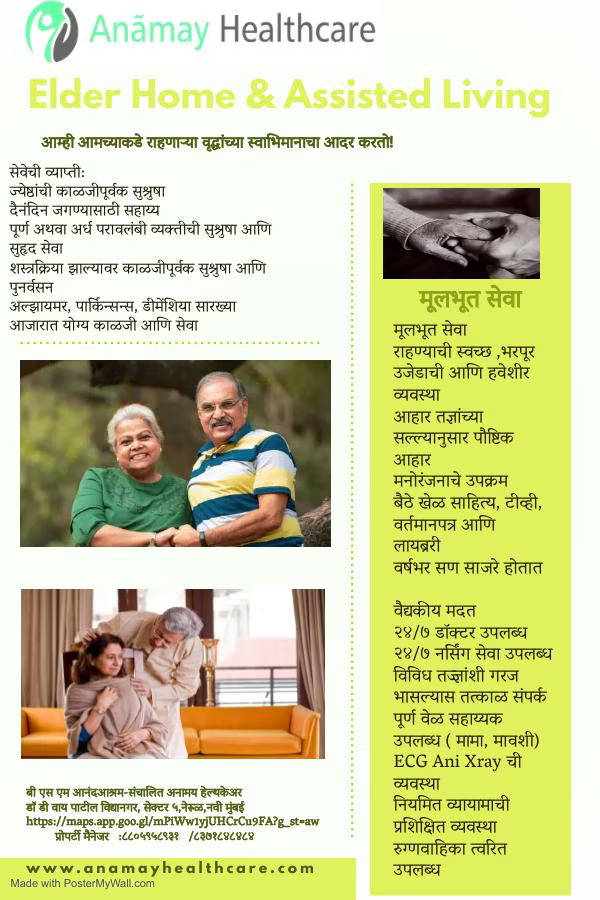 Anãmay Healthcare
Elder Home & Assisted Living
आम्ही आमच्याकडे राहणाऱ्या वृद्धांच्या स्वाभिमानाचा आदर करतो!
सेवेची व्याप्ती:
ज्येष्ठांची काळजीपूर्वक सुश्रुषा
दैनंदिन जगण्यासाठी सहाय्य
पूर्ण अथवा अर्ध परावलंबी व्यक्तीची सुश्रुषा आणि
सुहृद सेवा
शस्त्रक्रिया झाल्यावर काळजीपूर्वक सुश्रुषा आणि
पुनर्वसन
अल्झायमर, पार्किन्सन्स, डीमेंशिया सारख्या
आजारात योग्य काळजी आणि सेवा
मूलभूत सेवा
मूलभूत सेवा
राहण्याची स्वच्छ ,भरपूर
उजेडाची आणि हवेशीर
व्यवस्था
आहार तज्ञांच्या
सल्ल्यानुसार पौष्टिक
आहार
मनोरंजनाचे उपक्रम
बैठे खेळ साहित्य, टीव्ही,
वर्तमानपत्र आणि
लायब्ररी
वर्षभर सण साजरे होतात
वैद्यकीय मदत
२४/७ डॉक्टर उपलब्ध
२४/७ नर्सिंग सेवा उपलब्ध
विविध तज्ज्ञांशी गरज
भासल्यास तत्काळ संपर्क
पूर्ण वेळ सहाय्यक
उपलब्ध ( मामा, मावशी)
ECG Ani Xray ची
व्यवस्था
नियमित व्यायामाची
प्रशिक्षित व्यवस्था
रुग्णवाहिका त्वरित
उपलब्ध
बी एस एम आनंदआश्रम-संचालित अनामय हेल्थकेअर
डॉ डी वाय पाटील विद्यानगर, सेक्टर ५,नेरूळ,नवी मुंबई
https://maps.app.goo.gl/mPiWw1yjUHCrCu9FA?g_st=aw
प्रोपर्टी मैनेजर :८८०५९५८९३१ /८३७१८४८४८४
www.anamayhealthcare.com
Made with PosterMyWall.com